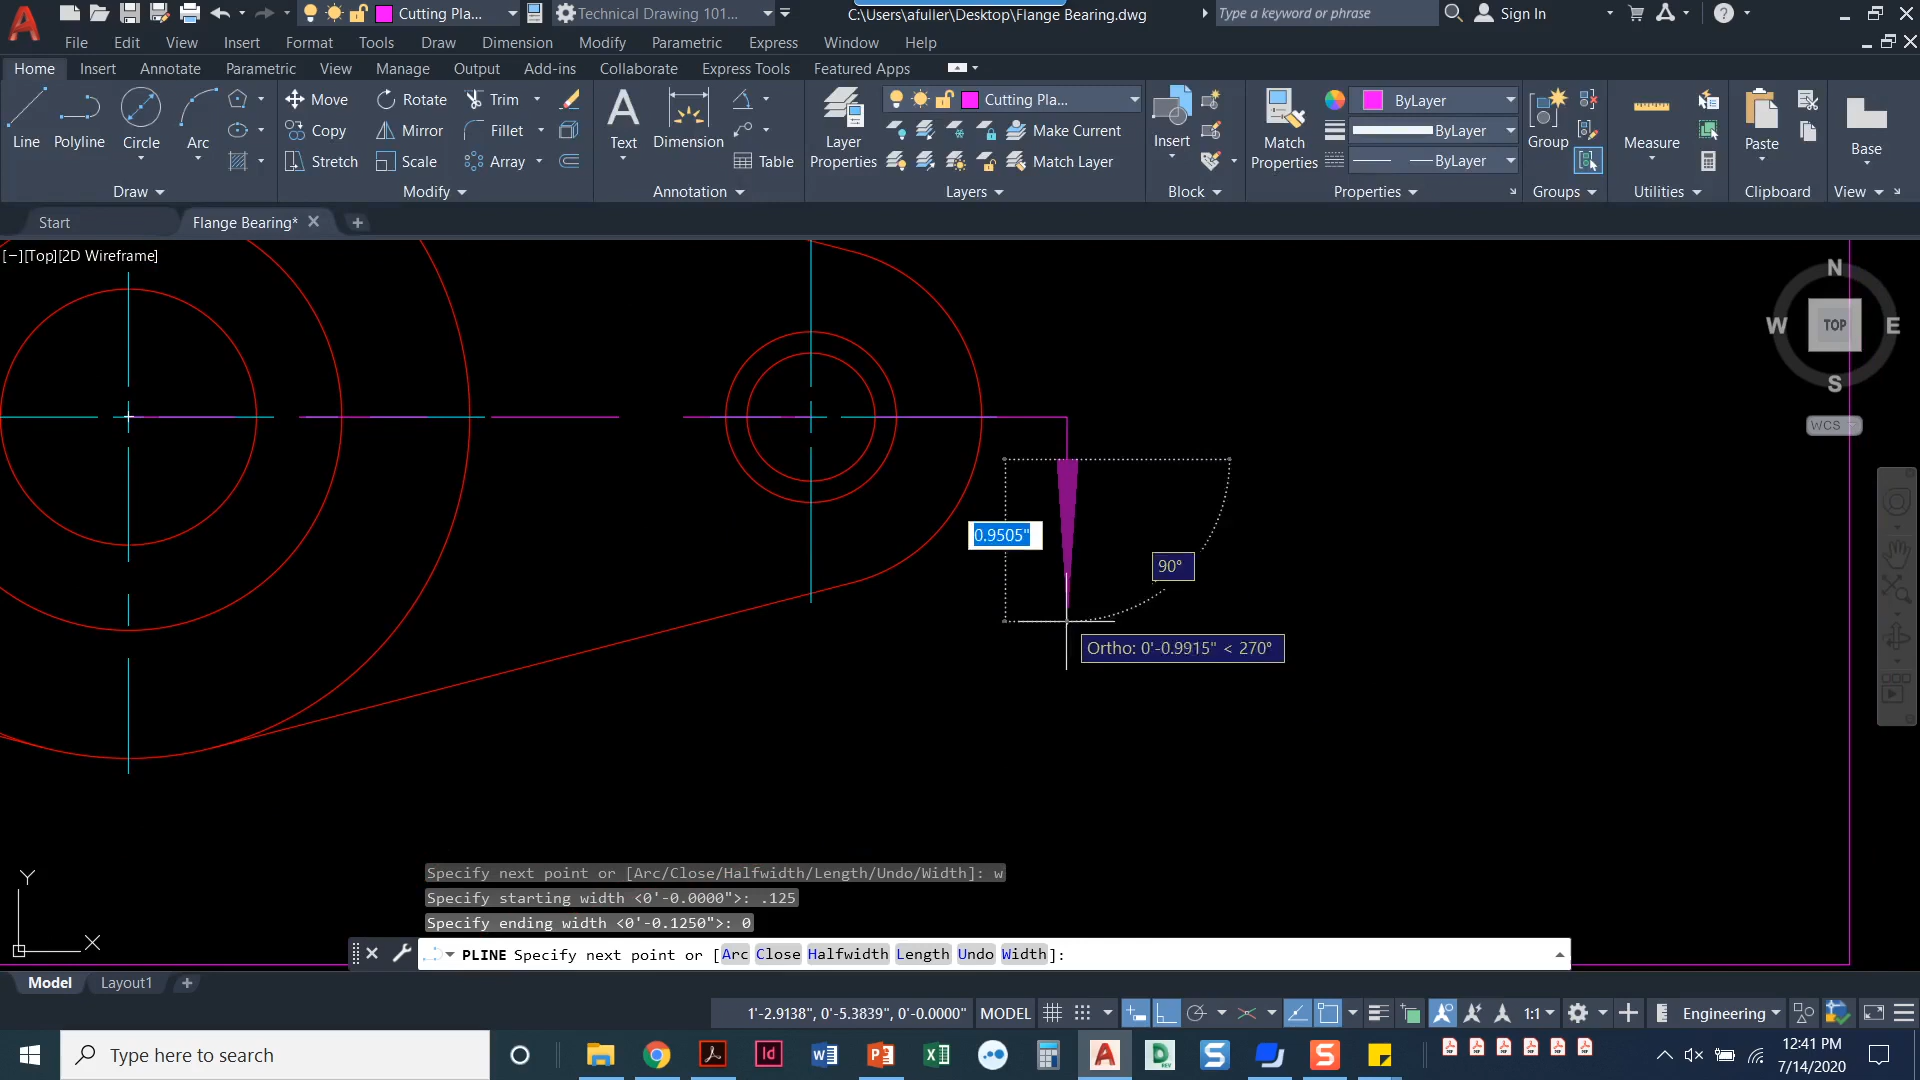 Cutting Pla...
Technical Drawing 101...
C:\Users\afuller\Desktop\Flange Bearing.dwg
Type a keyword or phrase
Sign In
File Edit View Insert Format Tools Draw Dimension Modify Parametric Express Window Help
Home Insert Annotate Parametric View Manage Output Add-ins Collaborate Express Tools Featured Apps
Line Polyline Circle Arc
Move Rotate Trim
Copy Mirror Fillet
Stretch Scale Array
Text Dimension Table
Layer Properties
Cutting Pla...
Make Current
Match Layer
Insert
Match Properties
ByLayer
ByLayer
ByLayer
Group Measure Paste Base
Draw Modify Annotation Layers Block Properties Groups Utilities Clipboard View
Start Flange Bearing*
[−][Top][2D Wireframe]
N
W TOP E
S
WCS
0.9505"
90°
Ortho: 0'-0.9915" < 270°
Y
X
Specify next point or [Arc/Close/Halfwidth/Length/Undo/Width]: w
Specify starting width <0'-0.0000">: .125
Specify ending width <0'-0.1250">: 0
PLINE Specify next point or [Arc Close Halfwidth Length Undo Width]:
Model Layout1
1'-2.9138", 0'-5.3839", 0'-0.0000" MODEL 1:1 Engineering
Type here to search
12:41 PM
7/14/2020